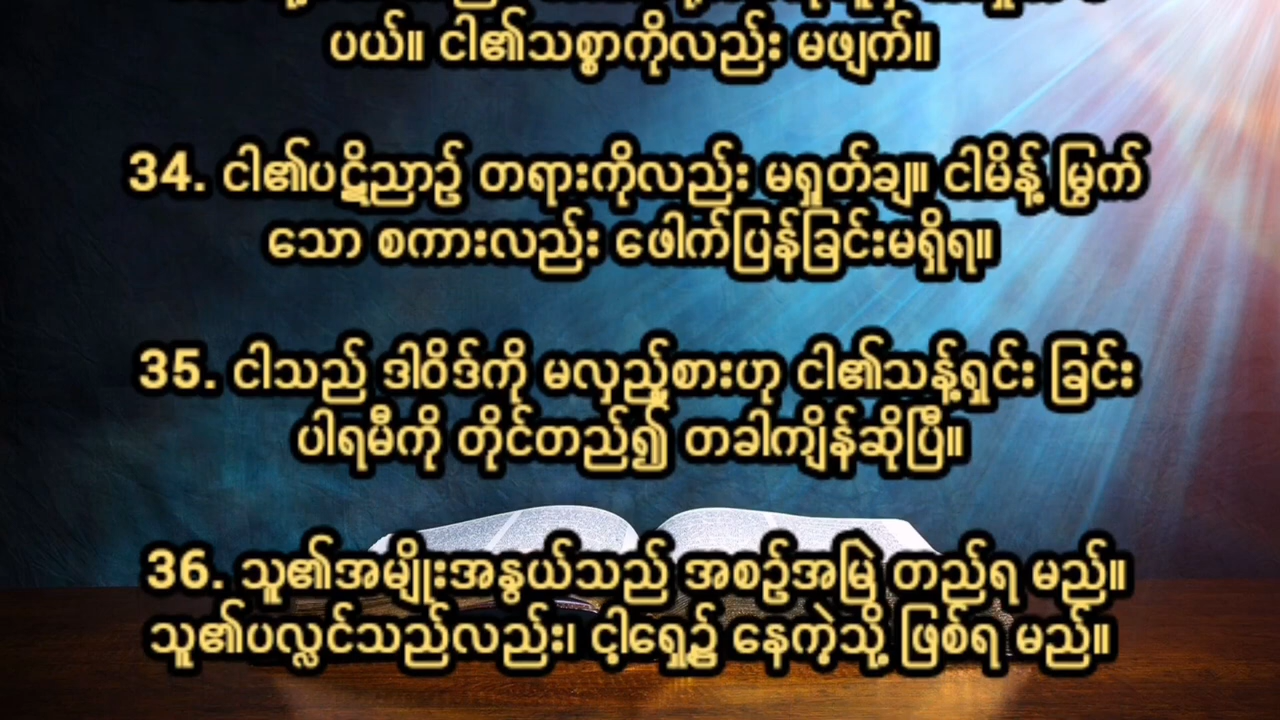 ပယ်။ ငါ၏သစ္စာကိုလည်း မဖျက်။
34. ငါ၏ပဋိညာဉ် တရားကိုလည်း မရှုတ်ချ။ ငါမိန့် မြွက်
သော စကားလည်း ဖေါက်ပြန်ခြင်းမရှိရ။
35. ငါသည် ဒါဝိဒ်ကို မလှည့်စားဟု ငါ၏သန့်ရှင်း ခြင်း
ပါရမီကို တိုင်တည်၍ တခါကျိန်ဆိုပြီ။
36. သူ၏အမျိုးအနွယ်သည် အစဉ်အမြဲ တည်ရ မည်။
သူ၏ပလ္လင်သည်လည်း၊ ငါ့ရှေ့၌ နေကဲ့သို့ ဖြစ်ရ မည်။